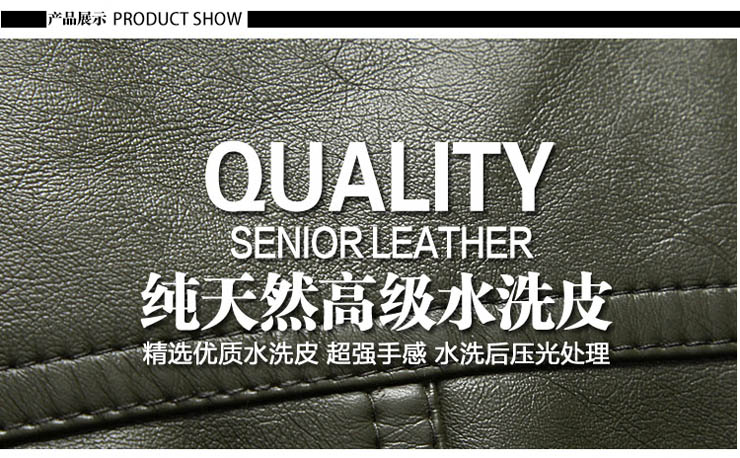 产品展示 PRODUCT SHOW
QUALITY
SENIOR LEATHER
纯天然高级水洗皮
精选优质水洗皮 超强手感 水洗后压光处理